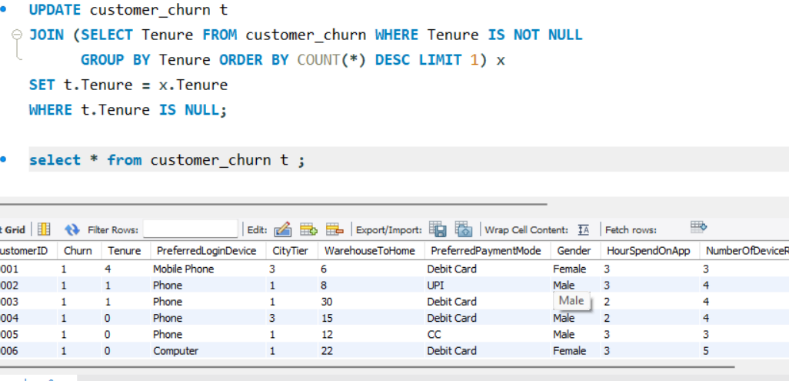 UPDATE customer_churn t
JOIN (SELECT Tenure FROM customer_churn WHERE Tenure IS NOT NULL
GROUP BY Tenure ORDER BY COUNT(*) DESC LIMIT 1) x
SET t.Tenure = x.Tenure
WHERE t.Tenure IS NULL;
select * from customer_churn t ;
t Grid Filter Rows: Edit: Export/Import: Wrap Cell Content: IA Fetch rows:
ustomerID Churn Tenure PreferredLoginDevice CityTier WarehouseToHome PreferredPaymentMode Gender HourSpendOnApp NumberOfDeviceR
001 1 4 Mobile Phone 3 6 Debit Card Female 3 3
002 1 1 Phone 1 8 UPI Male 3 4
003 1 1 Phone 1 30 Debit Card Male 2 4
004 1 0 Phone 3 15 Debit Card Male 2 4
005 1 0 Phone 1 12 CC Male 3 3
006 1 0 Computer 1 22 Debit Card Female 3 5